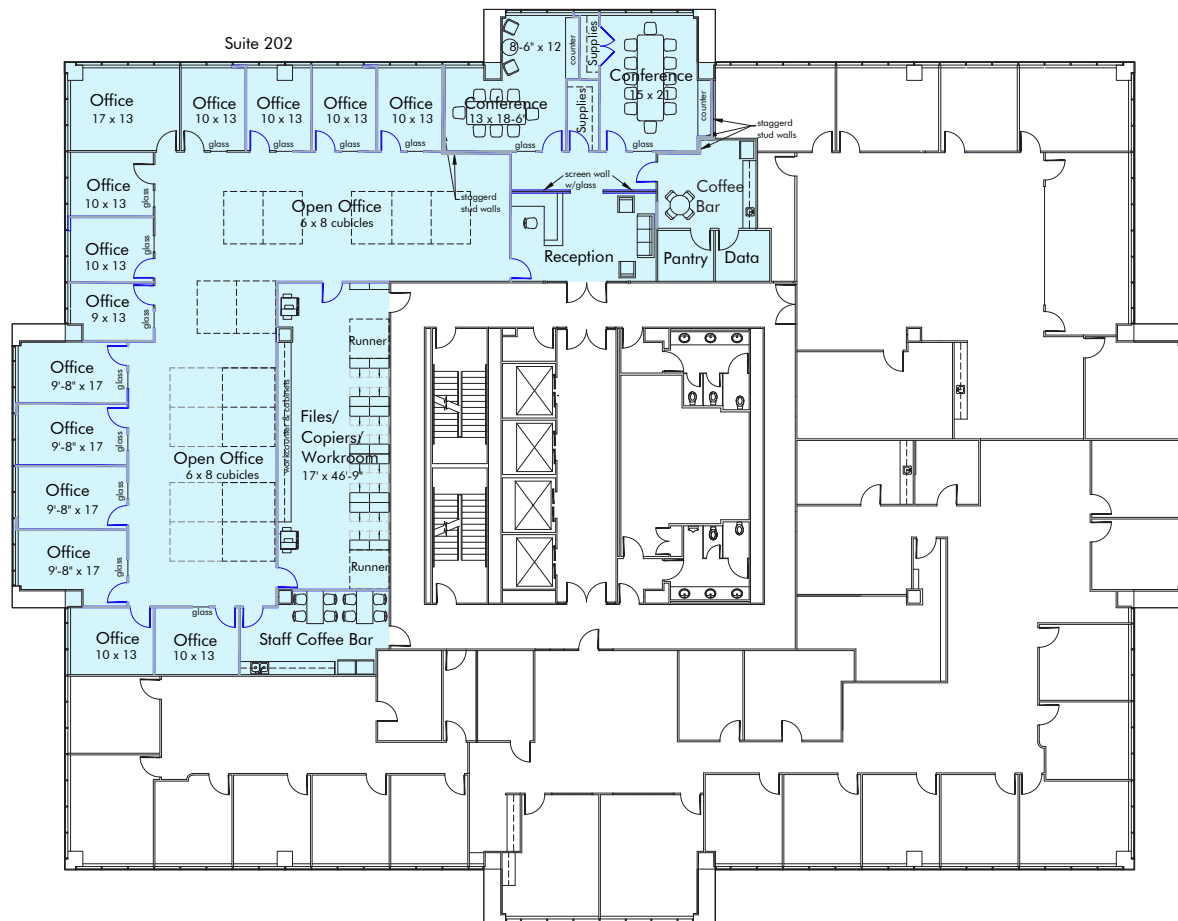 Suite 202
8'-6" x 12
counter
Supplies
Conference
15 x 21
counter
Office
17 x 13
Office
10 x 13
Office
10 x 13
Office
10 x 13
Office
10 x 13
Conference
13 x 18-6"
Supplies
staggerd
stud walls
glass
glass
glass
glass
glass
glass
staggerd
stud walls
screen wall
w/glass
Office
10 x 13
glass
Open Office
6 x 8 cubicles
Coffee
Bar
Office
10 x 13
glass
Reception
Pantry
Data
Office
9 x 13
glass
Runner
Office
9'-8" x 17
glass
Office
9'-8" x 17
glass
Files/
Copiers/
Workroom
17' x 46'-9"
workcounter & cabinets
Open Office
6 x 8 cubicles
Office
9'-8" x 17
glass
Office
9'-8" x 17
glass
Runner
glass
Office
10 x 13
Office
10 x 13
Staff Coffee Bar